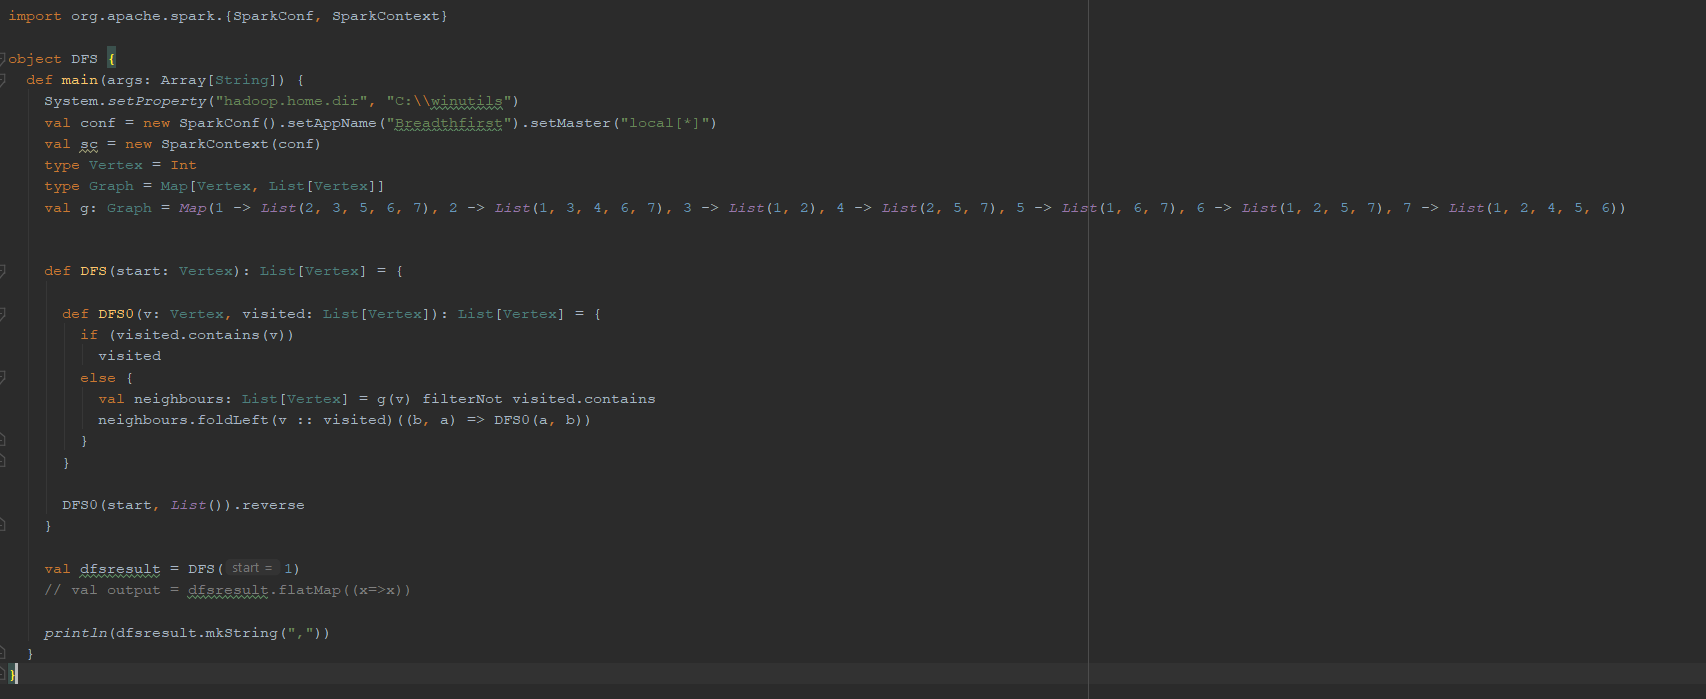 import org.apache.spark.{SparkConf, SparkContext}
object DFS {
def main(args: Array[String]) {
System.setProperty("hadoop.home.dir", "C:\\winutils")
val conf = new SparkConf().setAppName("Breadthfirst").setMaster("local[*]")
val sc = new SparkContext(conf)
type Vertex = Int
type Graph = Map[Vertex, List[Vertex]]
val g: Graph = Map(1 -> List(2, 3, 5, 6, 7), 2 -> List(1, 3, 4, 6, 7), 3 -> List(1, 2), 4 -> List(2, 5, 7), 5 -> List(1, 6, 7), 6 -> List(1, 2, 5, 7), 7 -> List(1, 2, 4, 5, 6))
def DFS(start: Vertex): List[Vertex] = {
def DFS0(v: Vertex, visited: List[Vertex]): List[Vertex] = {
if (visited.contains(v))
visited
else {
val neighbours: List[Vertex] = g(v) filterNot visited.contains
neighbours.foldLeft(v :: visited)((b, a) => DFS0(a, b))
}
}
DFS0(start, List()).reverse
}
val dfsresult = DFS( start = 1)
// val output = dfsresult.flatMap((x=>x))
println(dfsresult.mkString(","))
}
}